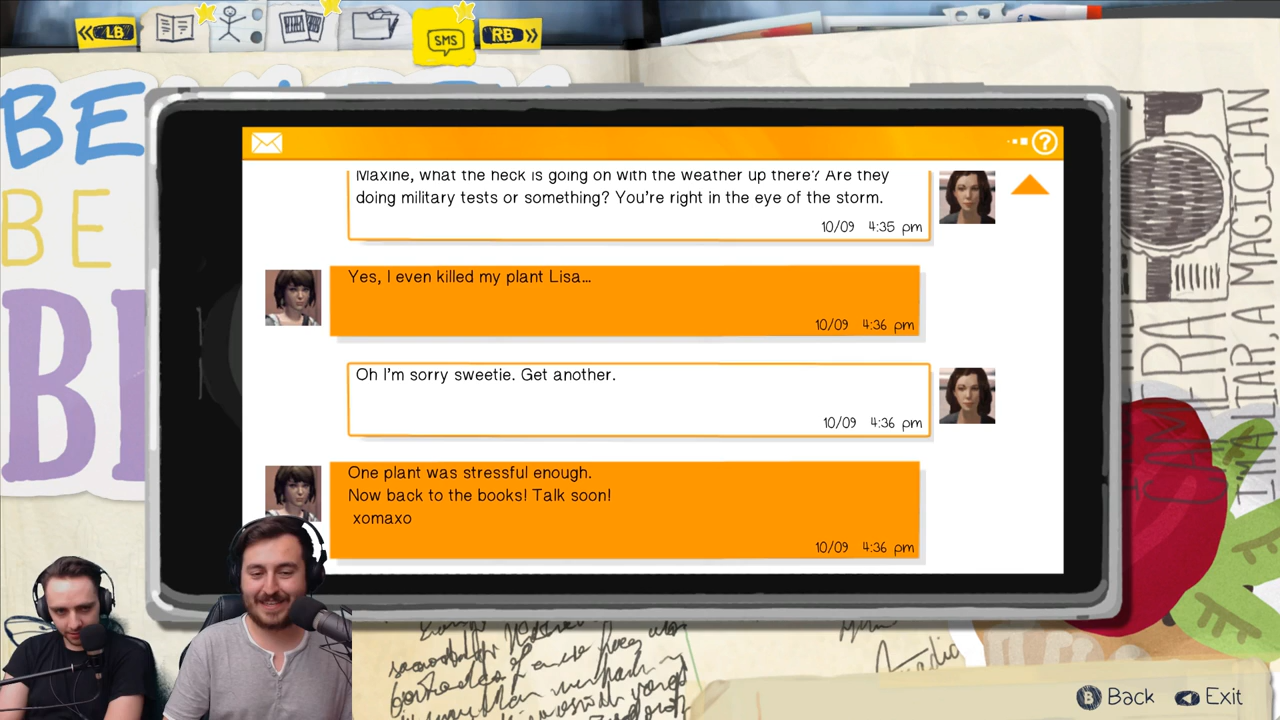 LB
SMS
RB
Maxine, what the heck is going on with the weather up there? Are they
doing military tests or something? You're right in the eye of the storm.
10/09 4:35 pm
Yes, I even killed my plant Lisa...
10/09 4:36 pm
Oh I'm sorry sweetie. Get another.
10/09 4:36 pm
One plant was stressful enough.
Now back to the books! Talk soon!
xomaxo
10/09 4:36 pm
BE
BE
CAMERA
I'M A LIAR, A MAGICIAN
B Back
Exit